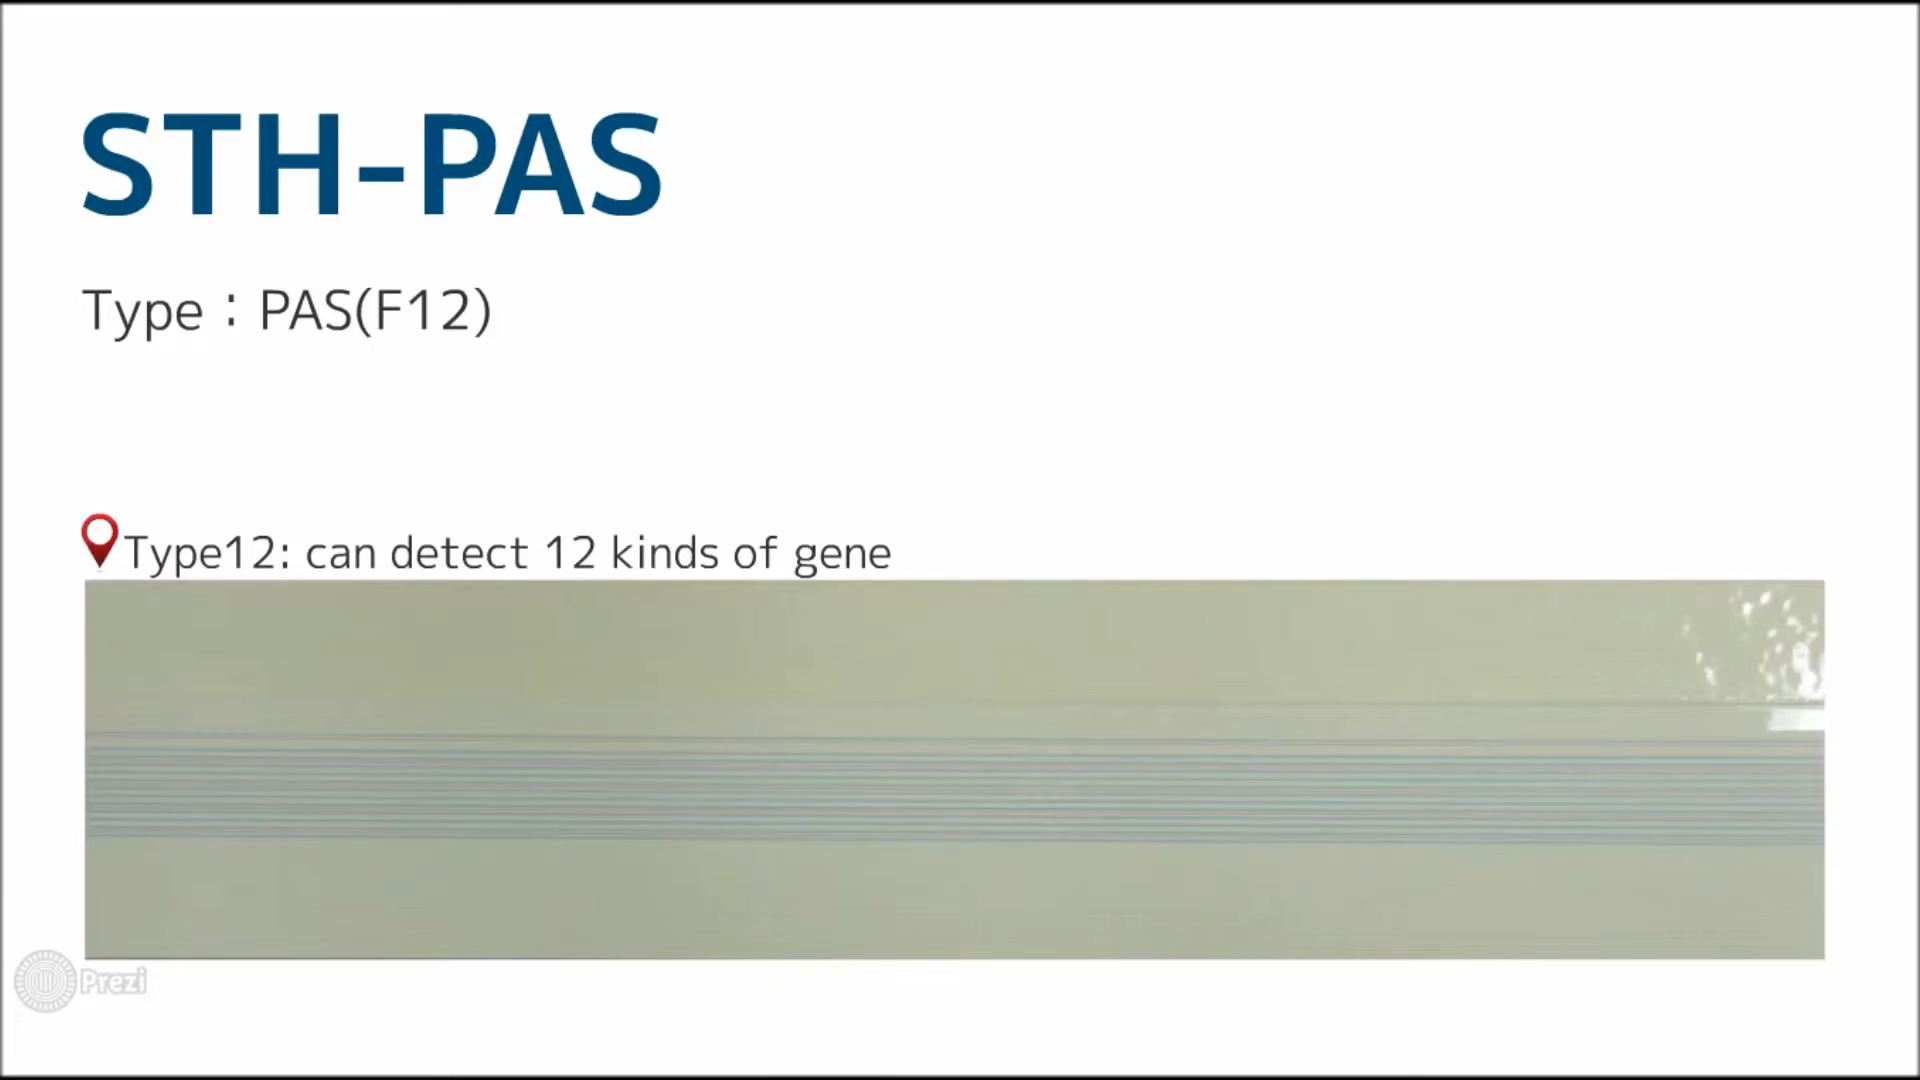 STH-PAS
Type：PAS(F12)
Type12: can detect 12 kinds of gene
Prezi